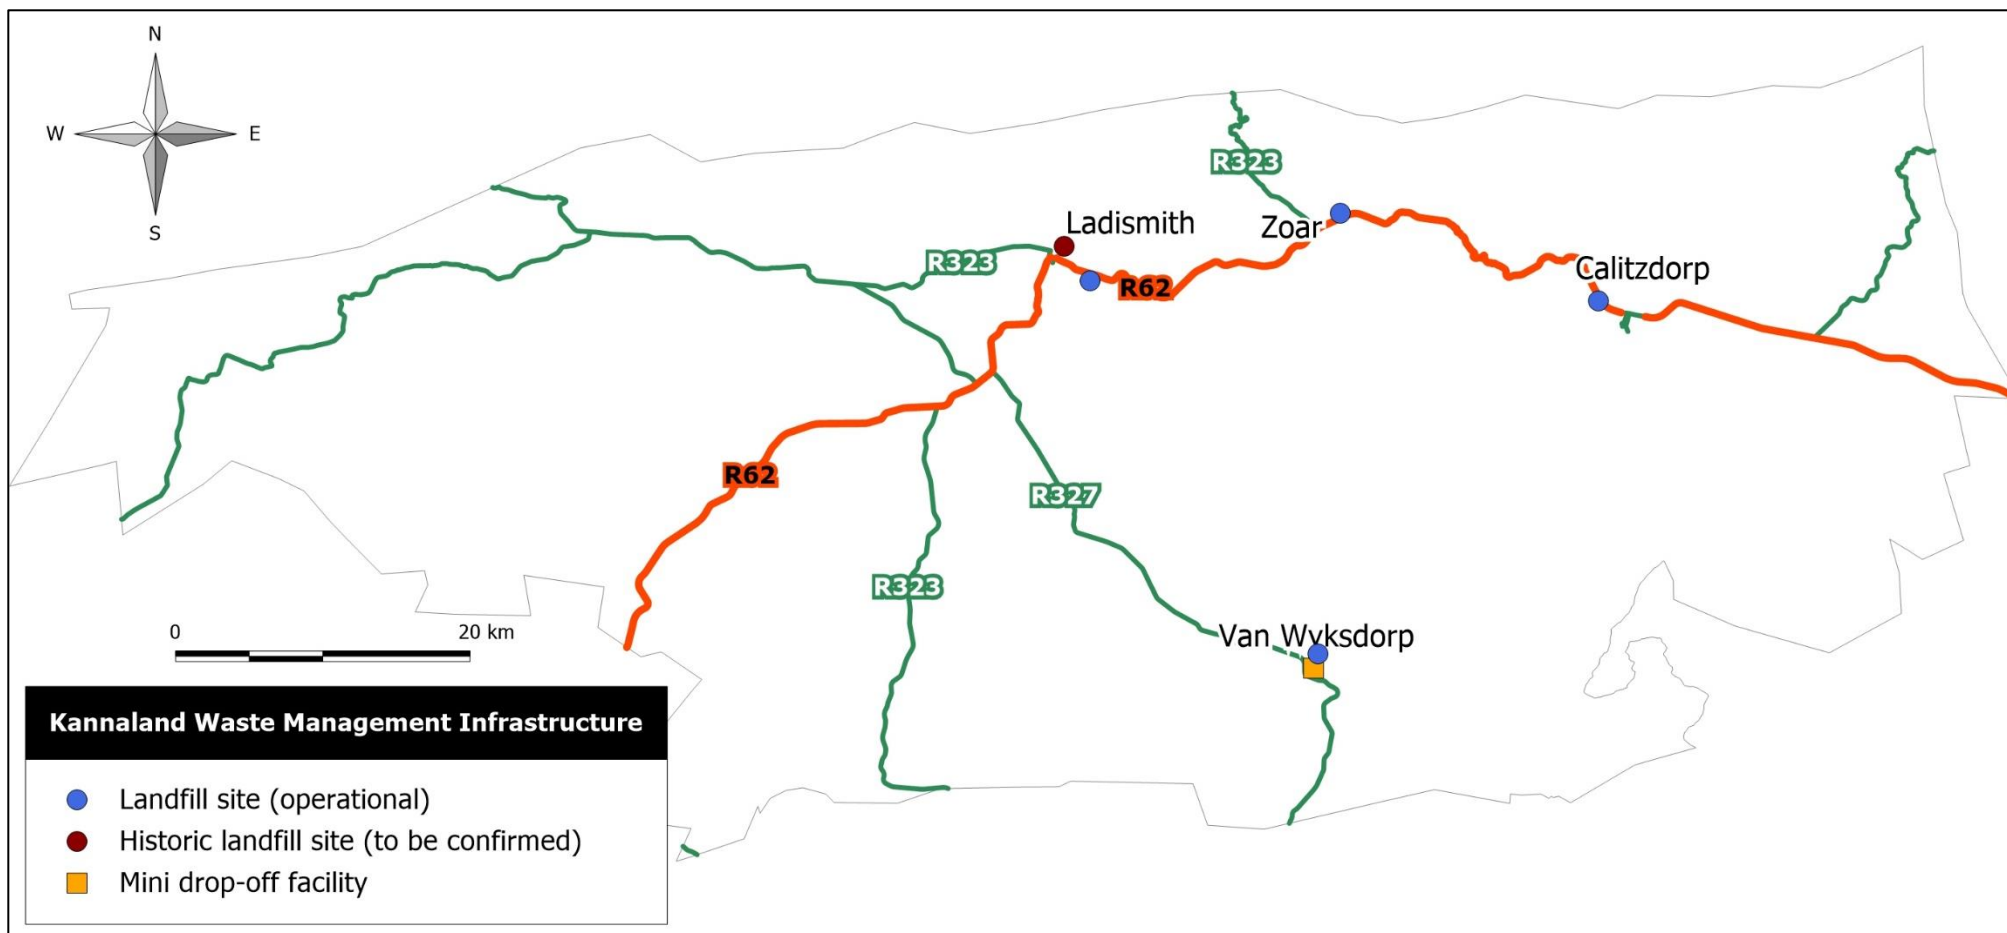 N
W
E
S
R323
Ladismith
Zoar
R323
Calitzdorp
R62
R62
R327
R323
Van Wyksdorp
0
20 km
Kannaland Waste Management Infrastructure
Landfill site (operational)
Historic landfill site (to be confirmed)
Mini drop-off facility